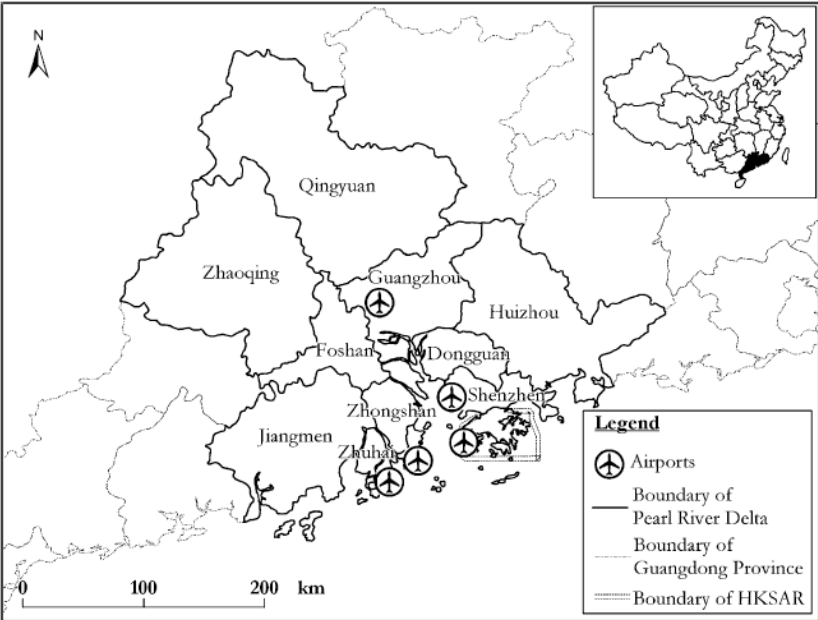 N
Qingyuan
Zhaoqing
Guangzhou
Huizhou
Foshan
Dongguan
Shenzhen
Zhongshan
Jiangmen
Zhuhai
Legend
Airports
Boundary of
Pearl River Delta
Boundary of
Guangdong Province
Boundary of HKSAR
0 100 200 km